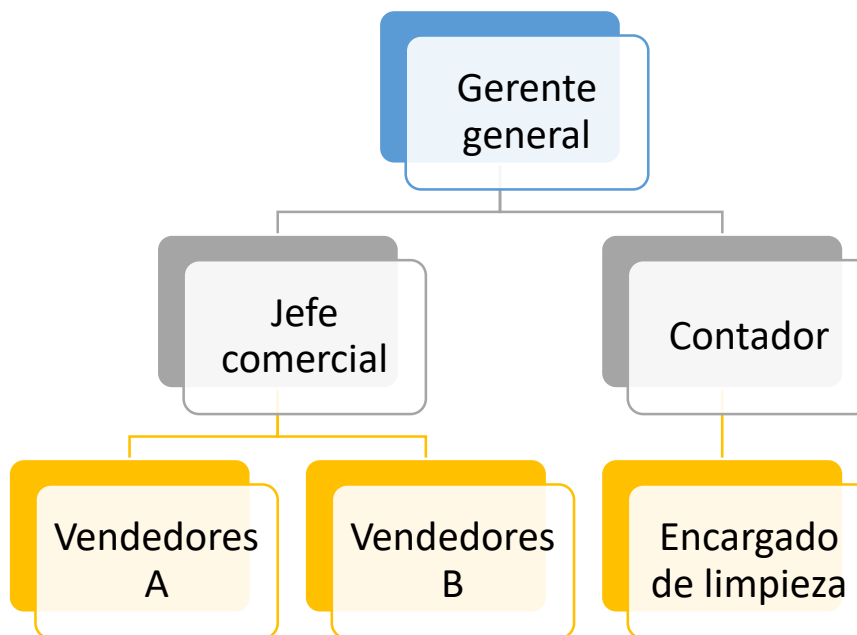 Gerente
general
Jefe
comercial
Contador
Vendedores
A
Vendedores
B
Encargado
de limpieza